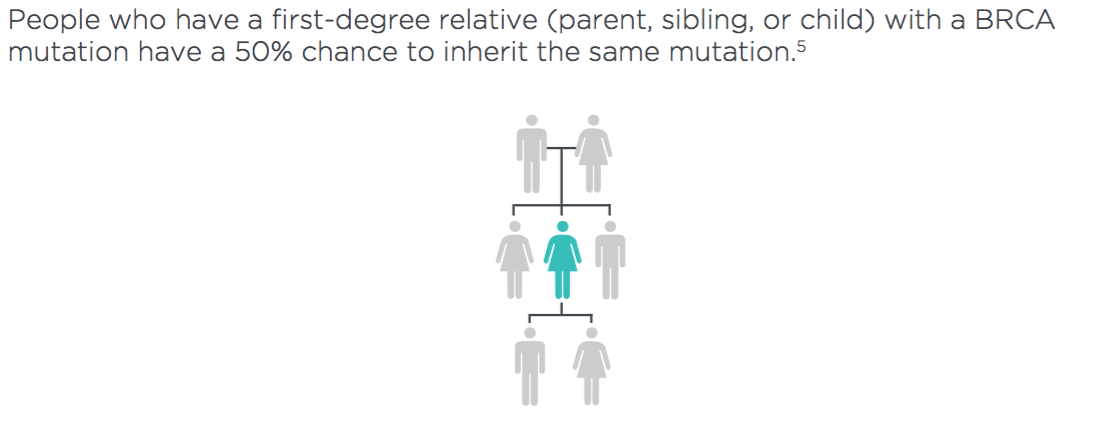 People who have a first-degree relative (parent, sibling, or child) with a BRCA
mutation have a 50% chance to inherit the same mutation.⁵